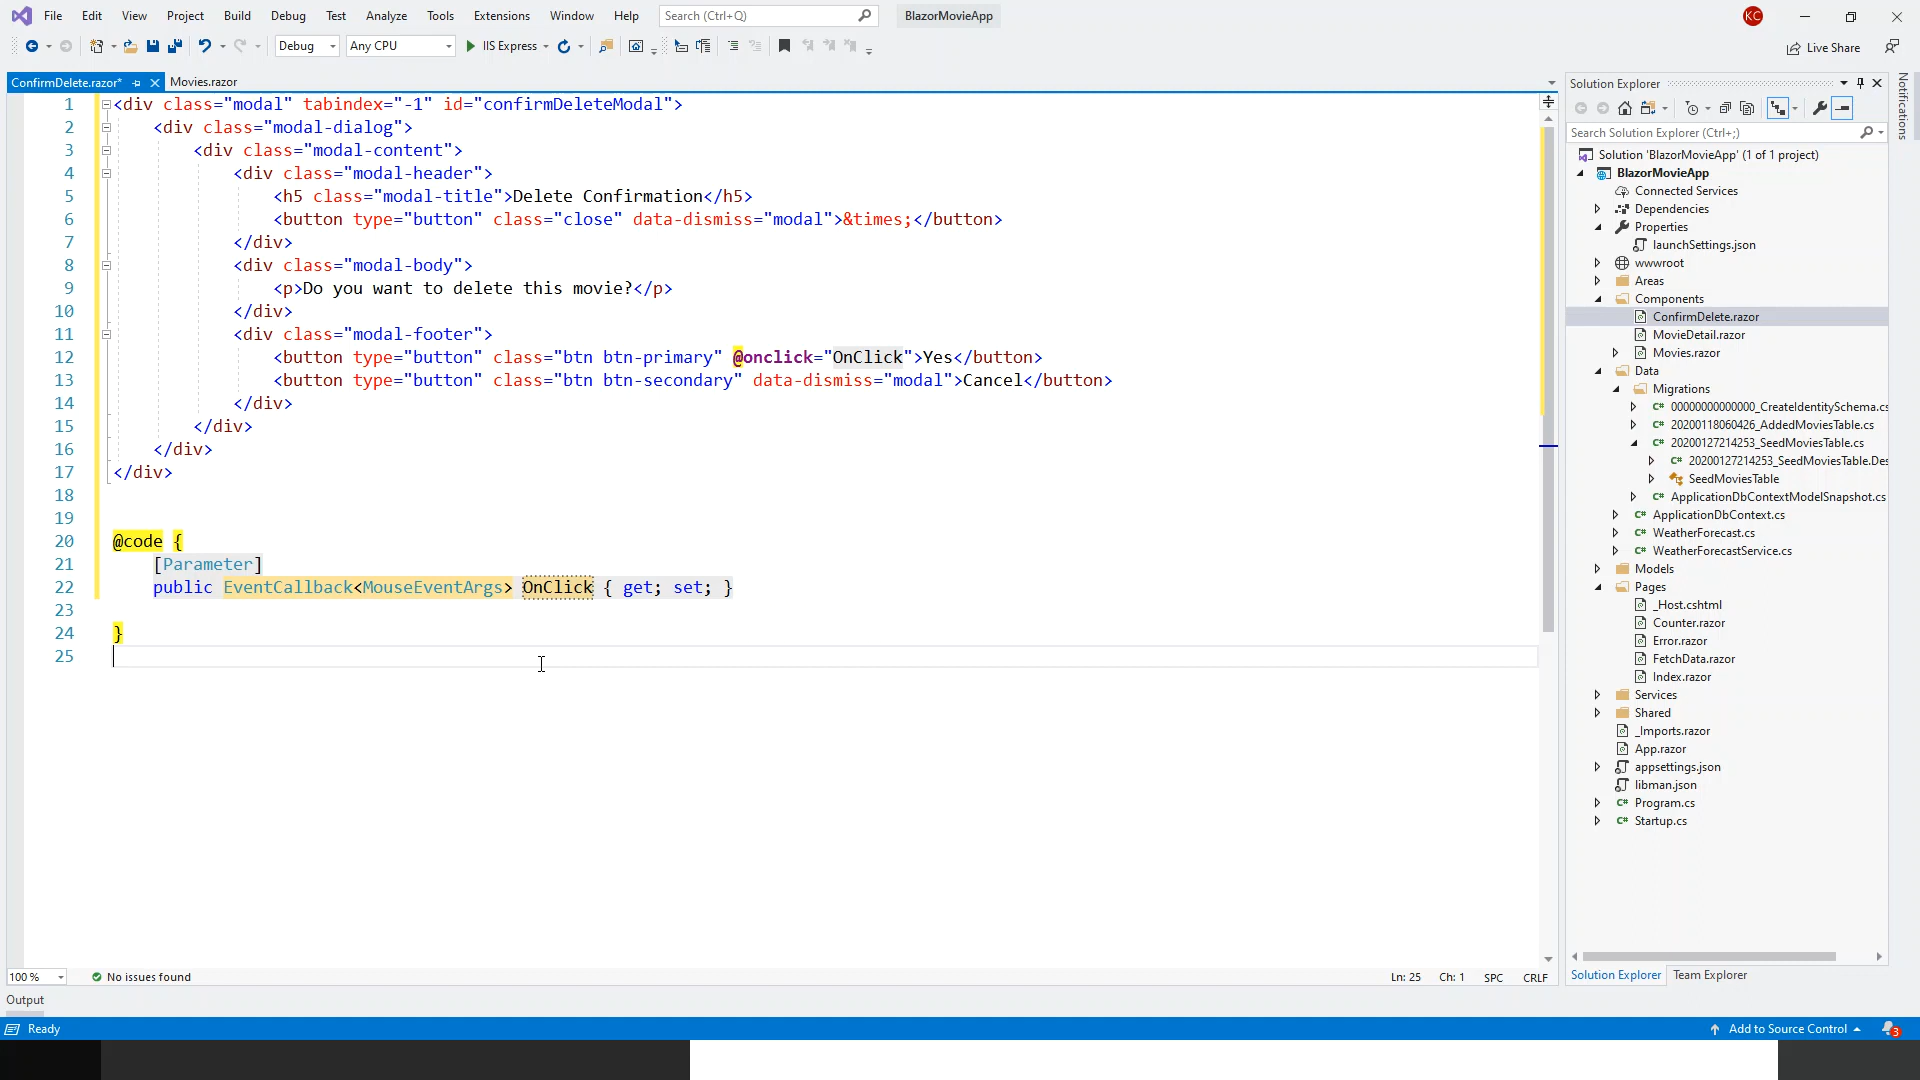 File Edit View Project Build Debug Test Analyze Tools Extensions Window Help Search (Ctrl+Q) BlazorMovieApp KC
Debug Any CPU IIS Express Live Share
ConfirmDelete.razor* Movies.razor
1 <div class="modal" tabindex="-1" id="confirmDeleteModal">
2 <div class="modal-dialog">
3 <div class="modal-content">
4 <div class="modal-header">
5 <h5 class="modal-title">Delete Confirmation</h5>
6 <button type="button" class="close" data-dismiss="modal">&times;</button>
7 </div>
8 <div class="modal-body">
9 <p>Do you want to delete this movie?</p>
10 </div>
11 <div class="modal-footer">
12 <button type="button" class="btn btn-primary" @onclick="OnClick">Yes</button>
13 <button type="button" class="btn btn-secondary" data-dismiss="modal">Cancel</button>
14 </div>
15 </div>
16 </div>
17 </div>
18
19
20 @code {
21 [Parameter]
22 public EventCallback<MouseEventArgs> OnClick { get; set; }
23
24 }
25
100 % No issues found Ln: 25 Ch: 1 SPC CRLF
Output
Ready Add to Source Control 3
Solution Explorer
Search Solution Explorer (Ctrl+;)
Solution 'BlazorMovieApp' (1 of 1 project)
BlazorMovieApp
Connected Services
Dependencies
Properties
launchSettings.json
wwwroot
Areas
Components
ConfirmDelete.razor
MovieDetail.razor
Movies.razor
Data
Migrations
C# 00000000000000_CreateIdentitySchema.cs
C# 20200118060426_AddedMoviesTable.cs
C# 20200127214253_SeedMoviesTable.cs
C# 20200127214253_SeedMoviesTable.Des
SeedMoviesTable
C# ApplicationDbContextModelSnapshot.cs
C# ApplicationDbContext.cs
C# WeatherForecast.cs
C# WeatherForecastService.cs
Models
Pages
_Host.cshtml
Counter.razor
Error.razor
FetchData.razor
Index.razor
Services
Shared
_Imports.razor
App.razor
appsettings.json
libman.json
C# Program.cs
C# Startup.cs
Solution Explorer Team Explorer
Notifications